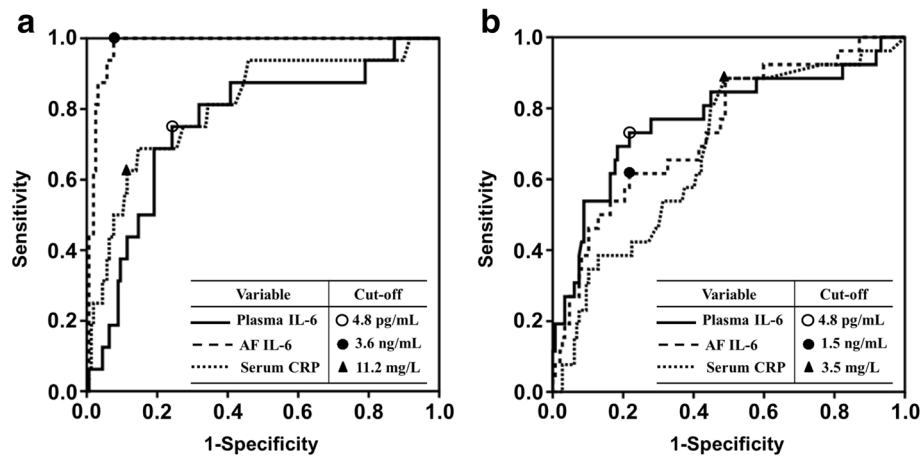 a
1.0
0.8
0.6
0.4
0.2
0.0
Sensitivity
0.0 0.2 0.4 0.6 0.8 1.0
1-Specificity
Variable Cut-off
Plasma IL-6 4.8 pg/mL
AF IL-6 3.6 ng/mL
Serum CRP 11.2 mg/L
b
1.0
0.8
0.6
0.4
0.2
0.0
Sensitivity
0.0 0.2 0.4 0.6 0.8 1.0
1-Specificity
Variable Cut-off
Plasma IL-6 4.8 pg/mL
AF IL-6 1.5 ng/mL
Serum CRP 3.5 mg/L